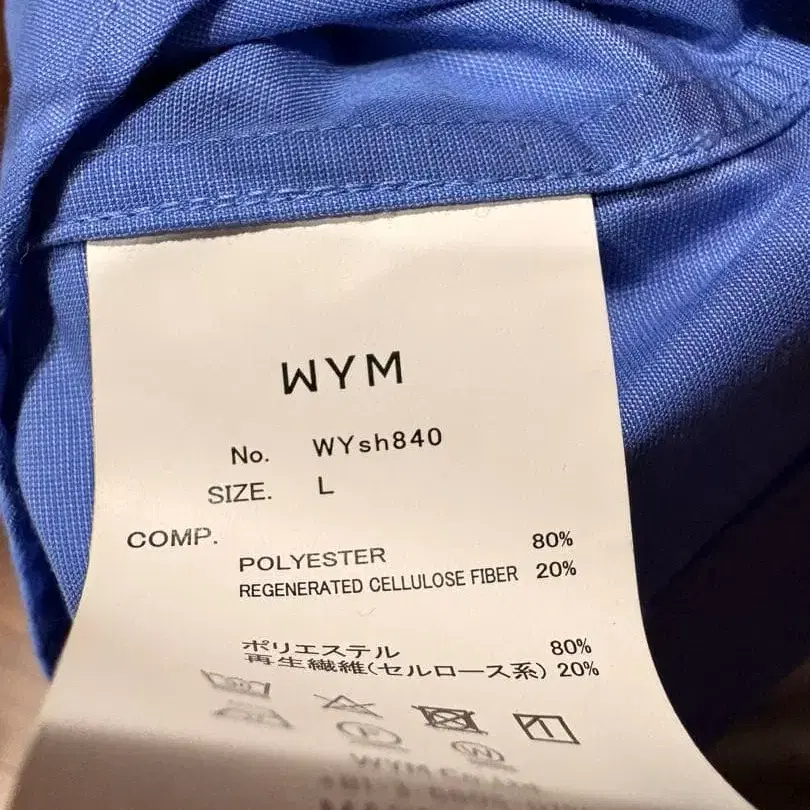 WYM
No. WYsh840
SIZE. L
COMP.
POLYESTER 80%
REGENERATED CELLULOSE FIBER 20%
ポリエステル 80%
再生繊維(セルロース系) 20%
WYM